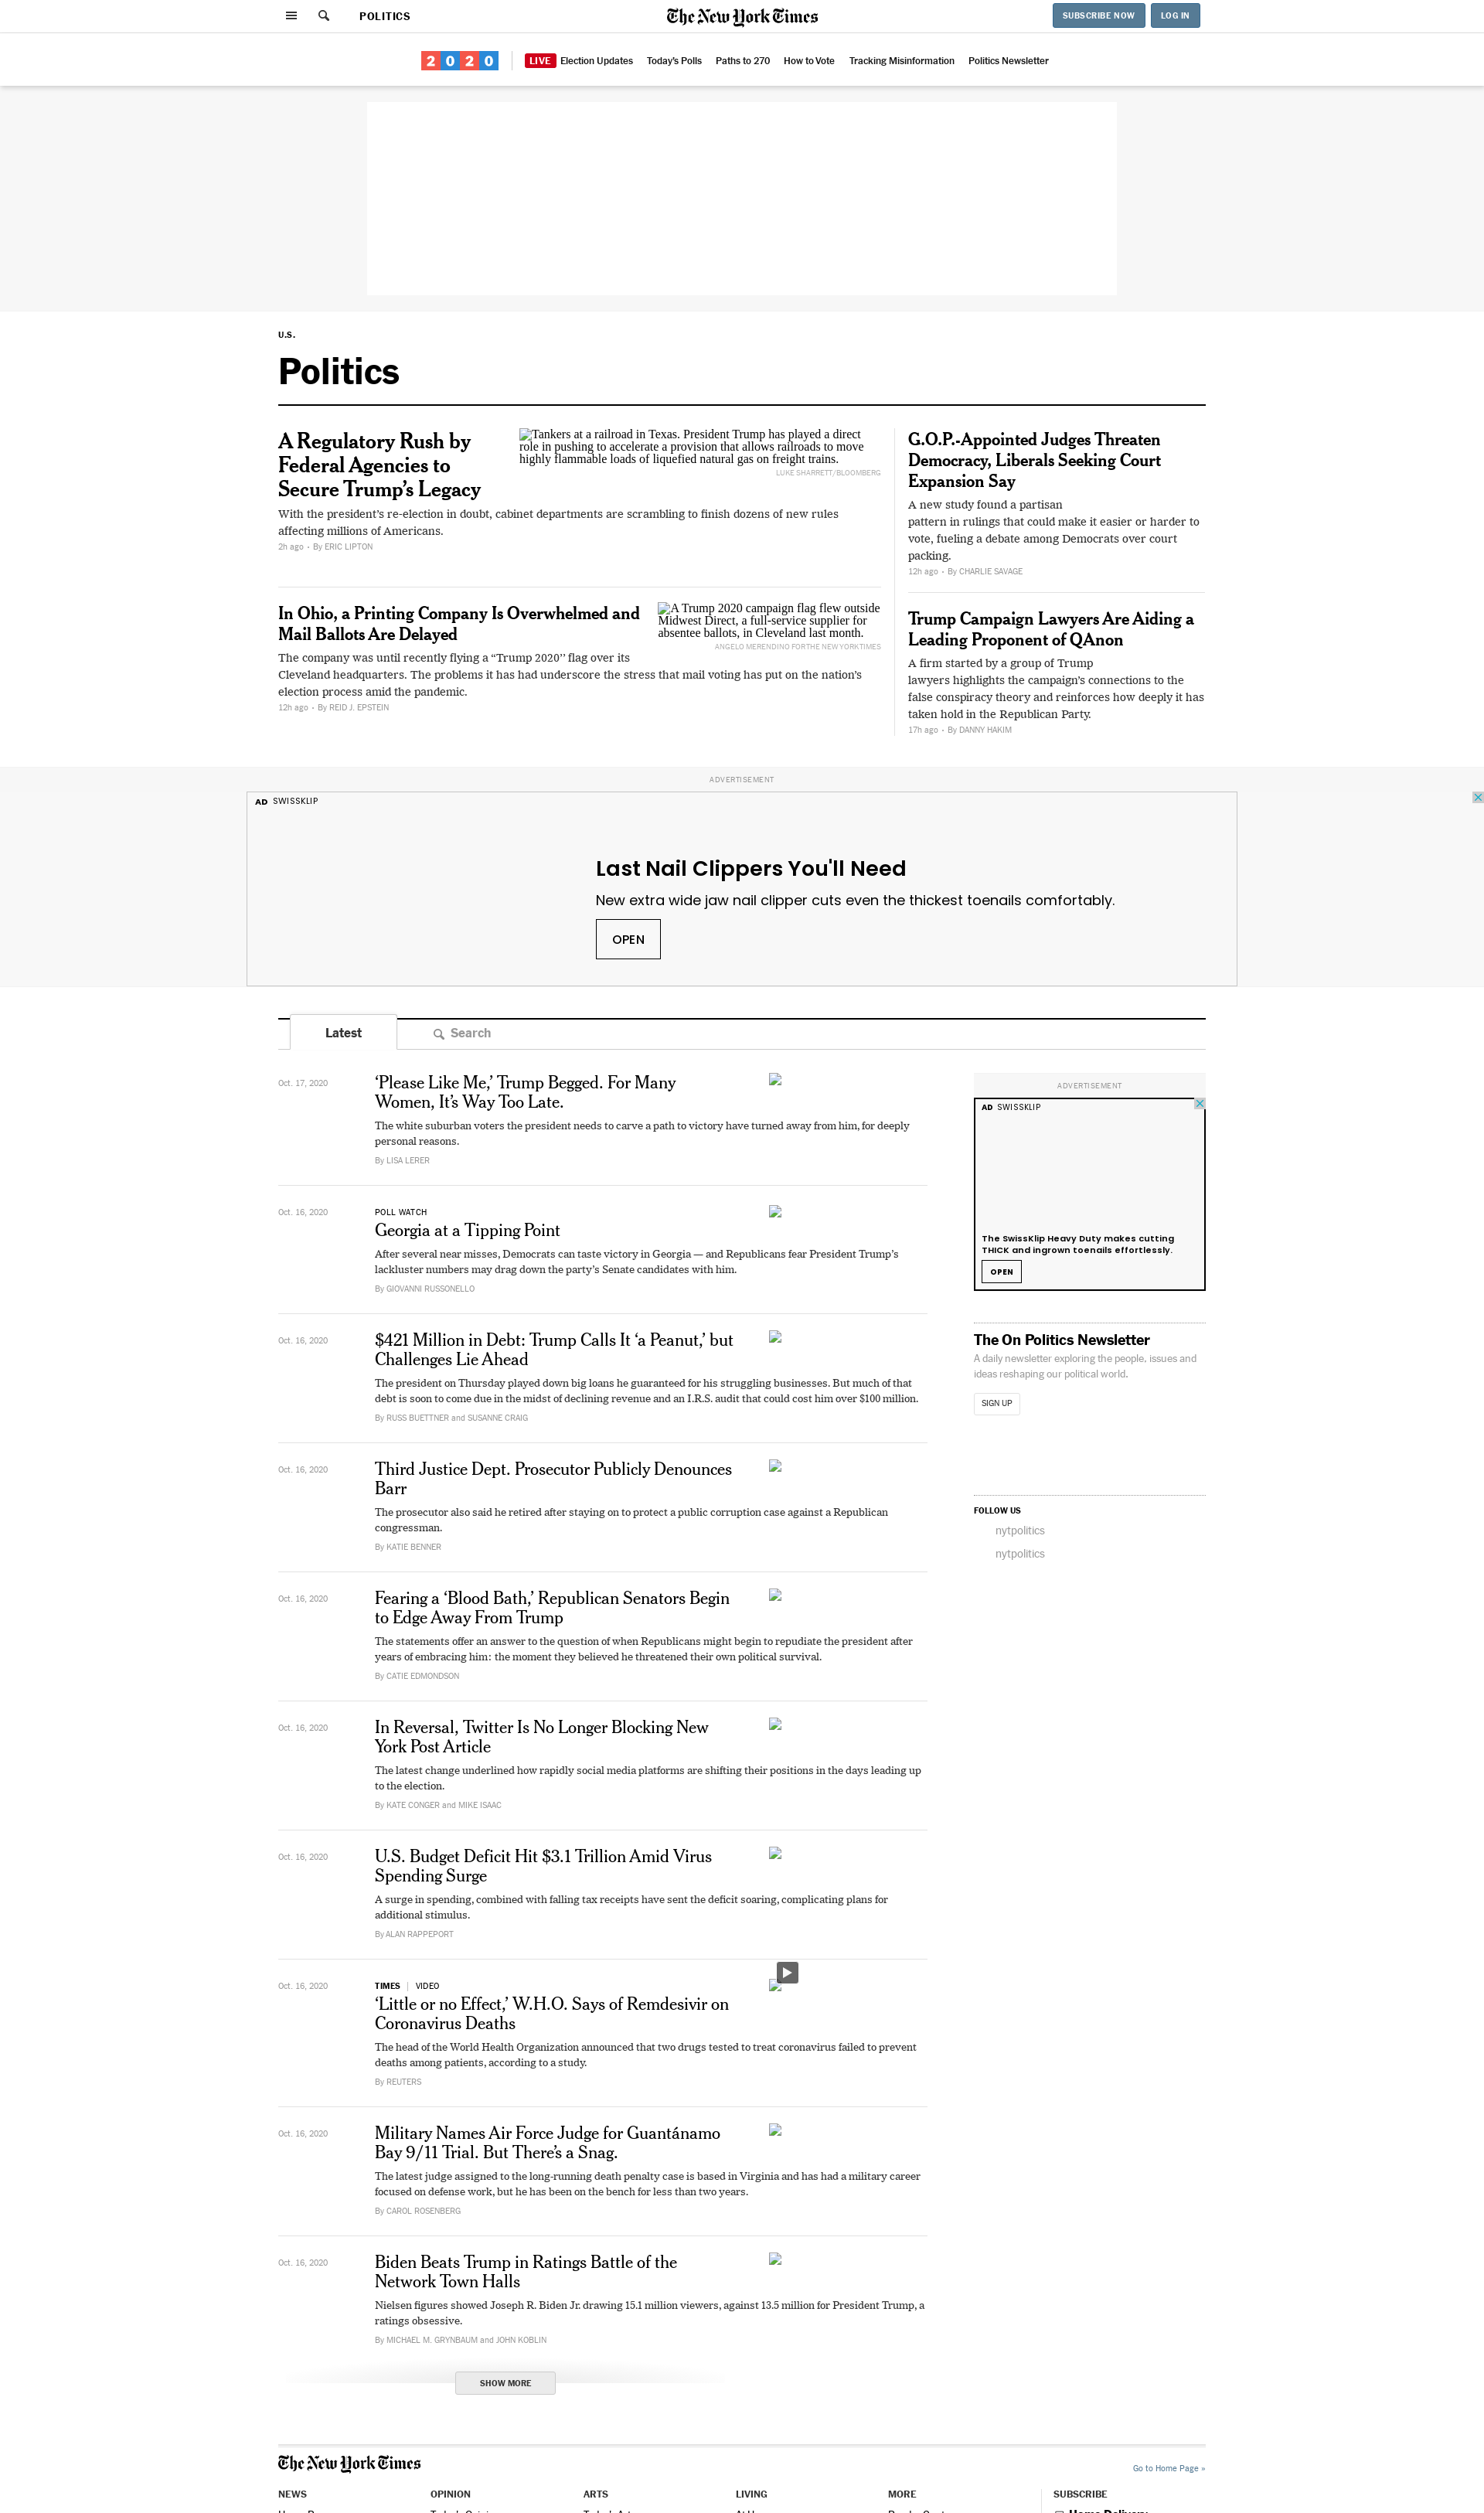 POLITICS
The New York Times
SUBSCRIBE NOW
LOG IN
2020
LIVE Election Updates
Today's Polls
Paths to 270
How to Vote
Tracking Misinformation
Politics Newsletter
U.S.
Politics
A Regulatory Rush by
Federal Agencies to
Secure Trump’s Legacy
Tankers at a railroad in Texas. President Trump has played a direct
role in pushing to accelerate a provision that allows railroads to move
highly flammable loads of liquefied natural gas on freight trains.
LUKE SHARRETT/BLOOMBERG
With the president’s re-election in doubt, cabinet departments are scrambling to finish dozens of new rules
affecting millions of Americans.
2h ago • By ERIC LIPTON
In Ohio, a Printing Company Is Overwhelmed and
Mail Ballots Are Delayed
A Trump 2020 campaign flag flew outside
Midwest Direct, a full-service supplier for
absentee ballots, in Cleveland last month.
ANGELO MERENDINO FOR THE NEW YORK TIMES
The company was until recently flying a “Trump 2020” flag over its
Cleveland headquarters. The problems it has had underscore the stress that mail voting has put on the nation’s
election process amid the pandemic.
12h ago • By REID J. EPSTEIN
G.O.P.-Appointed Judges Threaten
Democracy, Liberals Seeking Court
Expansion Say
A new study found a partisan
pattern in rulings that could make it easier or harder to
vote, fueling a debate among Democrats over court
packing.
12h ago • By CHARLIE SAVAGE
Trump Campaign Lawyers Are Aiding a
Leading Proponent of QAnon
A firm started by a group of Trump
lawyers highlights the campaign’s connections to the
false conspiracy theory and reinforces how deeply it has
taken hold in the Republican Party.
17h ago • By DANNY HAKIM
ADVERTISEMENT
AD SWISSKLIP
Last Nail Clippers You'll Need
New extra wide jaw nail clipper cuts even the thickest toenails comfortably.
OPEN
Latest
Search
Oct. 17, 2020
‘Please Like Me,’ Trump Begged. For Many
Women, It’s Way Too Late.
The white suburban voters the president needs to carve a path to victory have turned away from him, for deeply
personal reasons.
By LISA LERER
Oct. 16, 2020
POLL WATCH
Georgia at a Tipping Point
After several near misses, Democrats can taste victory in Georgia — and Republicans fear President Trump’s
lackluster numbers may drag down the party’s Senate candidates with him.
By GIOVANNI RUSSONELLO
Oct. 16, 2020
$421 Million in Debt: Trump Calls It ‘a Peanut,’ but
Challenges Lie Ahead
The president on Thursday played down big loans he guaranteed for his struggling businesses. But much of that
debt is soon to come due in the midst of declining revenue and an I.R.S. audit that could cost him over $100 million.
By RUSS BUETTNER and SUSANNE CRAIG
Oct. 16, 2020
Third Justice Dept. Prosecutor Publicly Denounces
Barr
The prosecutor also said he retired after staying on to protect a public corruption case against a Republican
congressman.
By KATIE BENNER
Oct. 16, 2020
Fearing a ‘Blood Bath,’ Republican Senators Begin
to Edge Away From Trump
The statements offer an answer to the question of when Republicans might begin to repudiate the president after
years of embracing him: the moment they believed he threatened their own political survival.
By CATIE EDMONDSON
Oct. 16, 2020
In Reversal, Twitter Is No Longer Blocking New
York Post Article
The latest change underlined how rapidly social media platforms are shifting their positions in the days leading up
to the election.
By KATE CONGER and MIKE ISAAC
Oct. 16, 2020
U.S. Budget Deficit Hit $3.1 Trillion Amid Virus
Spending Surge
A surge in spending, combined with falling tax receipts have sent the deficit soaring, complicating plans for
additional stimulus.
By ALAN RAPPEPORT
Oct. 16, 2020
TIMES | VIDEO
‘Little or no Effect,’ W.H.O. Says of Remdesivir on
Coronavirus Deaths
The head of the World Health Organization announced that two drugs tested to treat coronavirus failed to prevent
deaths among patients, according to a study.
By REUTERS
Oct. 16, 2020
Military Names Air Force Judge for Guantánamo
Bay 9/11 Trial. But There’s a Snag.
The latest judge assigned to the long-running death penalty case is based in Virginia and has had a military career
focused on defense work, but he has been on the bench for less than two years.
By CAROL ROSENBERG
Oct. 16, 2020
Biden Beats Trump in Ratings Battle of the
Network Town Halls
Nielsen figures showed Joseph R. Biden Jr. drawing 15.1 million viewers, against 13.5 million for President Trump, a
ratings obsessive.
By MICHAEL M. GRYNBAUM and JOHN KOBLIN
SHOW MORE
ADVERTISEMENT
AD SWISSKLIP
The SwissKlip Heavy Duty makes cutting
THICK and ingrown toenails effortlessly.
OPEN
The On Politics Newsletter
A daily newsletter exploring the people, issues and
ideas reshaping our political world.
SIGN UP
FOLLOW US
nytpolitics
nytpolitics
The New York Times
Go to Home Page »
NEWS
OPINION
ARTS
LIVING
MORE
SUBSCRIBE